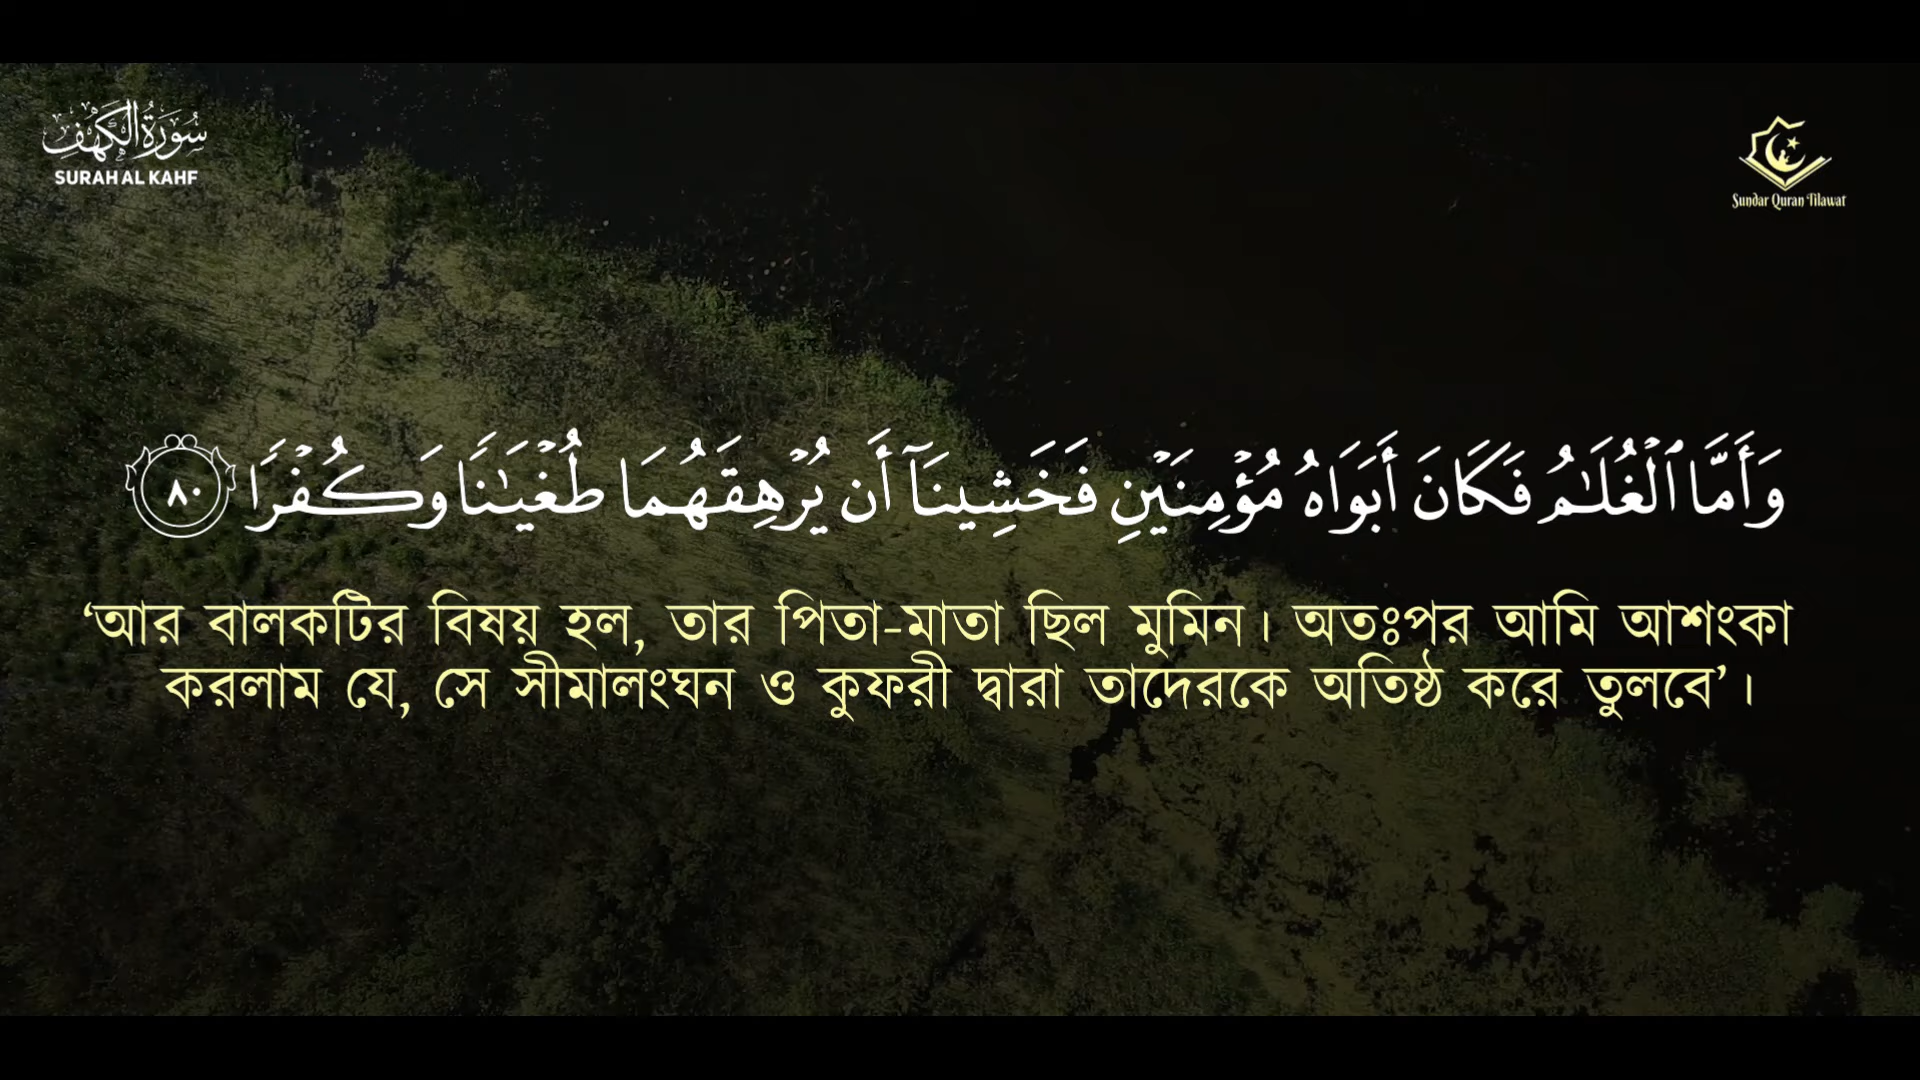 سُورَةُ الكَهْفِ
SURAH AL KAHF
Sundar Quran Tilawat
وَأَمَّا ٱلْغُلَـٰمُ فَكَانَ أَبَوَاهُ مُؤْمِنَيْنِ فَخَشِينَآ أَن يُرْهِقَهُمَا طُغْيَـٰنًا وَكُفْرًا ٨٠
‘আর বালকটির বিষয় হল, তার পিতা-মাতা ছিল মুমিন। অতঃপর আমি আশংকা
করলাম যে, সে সীমালংঘন ও কুফরী দ্বারা তাদেরকে অতিষ্ঠ করে তুলবে’।